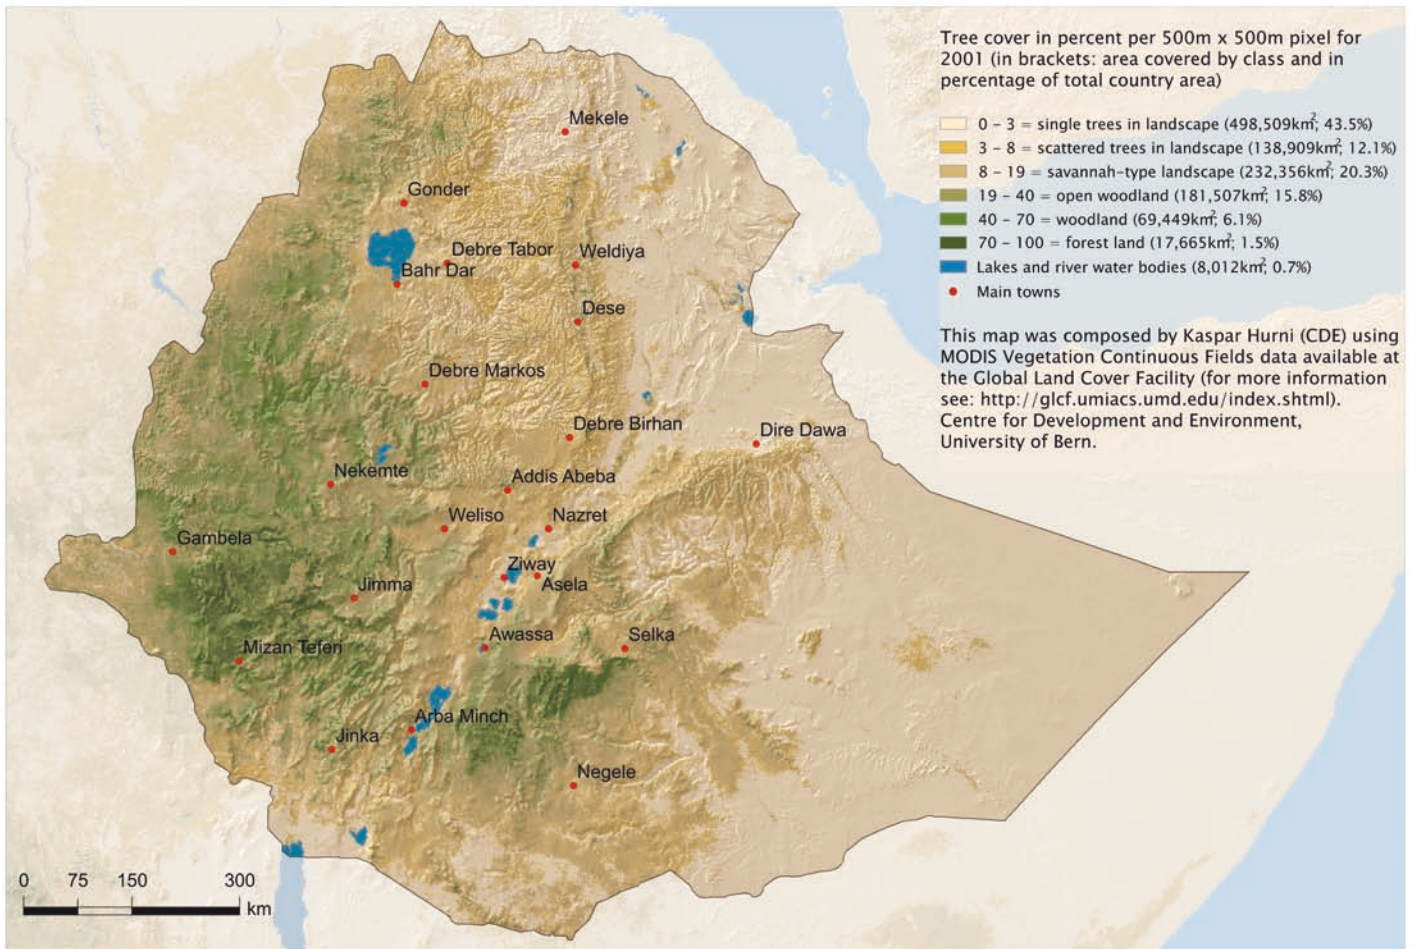 Tree cover in percent per 500m x 500m pixel for
2001 (in brackets: area covered by class and in
percentage of total country area)
0 – 3 = single trees in landscape (498,509km²; 43.5%)
3 – 8 = scattered trees in landscape (138,909km²; 12.1%)
8 – 19 = savannah-type landscape (232,356km²; 20.3%)
19 – 40 = open woodland (181,507km²; 15.8%)
40 – 70 = woodland (69,449km²; 6.1%)
70 – 100 = forest land (17,665km²; 1.5%)
Lakes and river water bodies (8,012km²; 0.7%)
Main towns
This map was composed by Kaspar Hurni (CDE) using
MODIS Vegetation Continuous Fields data available at
the Global Land Cover Facility (for more information
see: http://glcf.umiacs.umd.edu/index.shtml).
Centre for Development and Environment,
University of Bern.
Mekele
Gonder
Debre Tabor
Weldiya
Bahr Dar
Dese
Debre Markos
Debre Birhan
Dire Dawa
Nekemte
Addis Abeba
Weliso
Nazret
Gambela
Ziway
Asela
Jimma
Awassa
Selka
Mizan Teferi
Arba Minch
Jinka
Negele
0 75 150 300
km